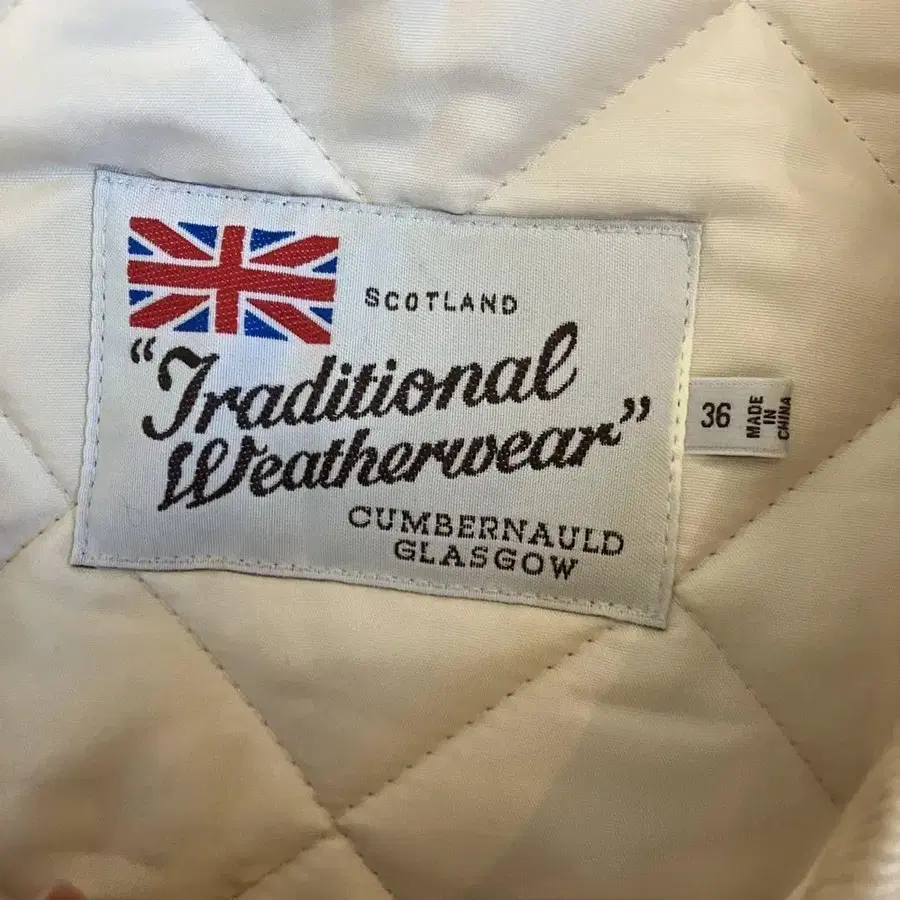 SCOTLAND
"Traditional
Weatherwear"
CUMBERNAULD
GLASGOW
36
MADE
IN
CHINA